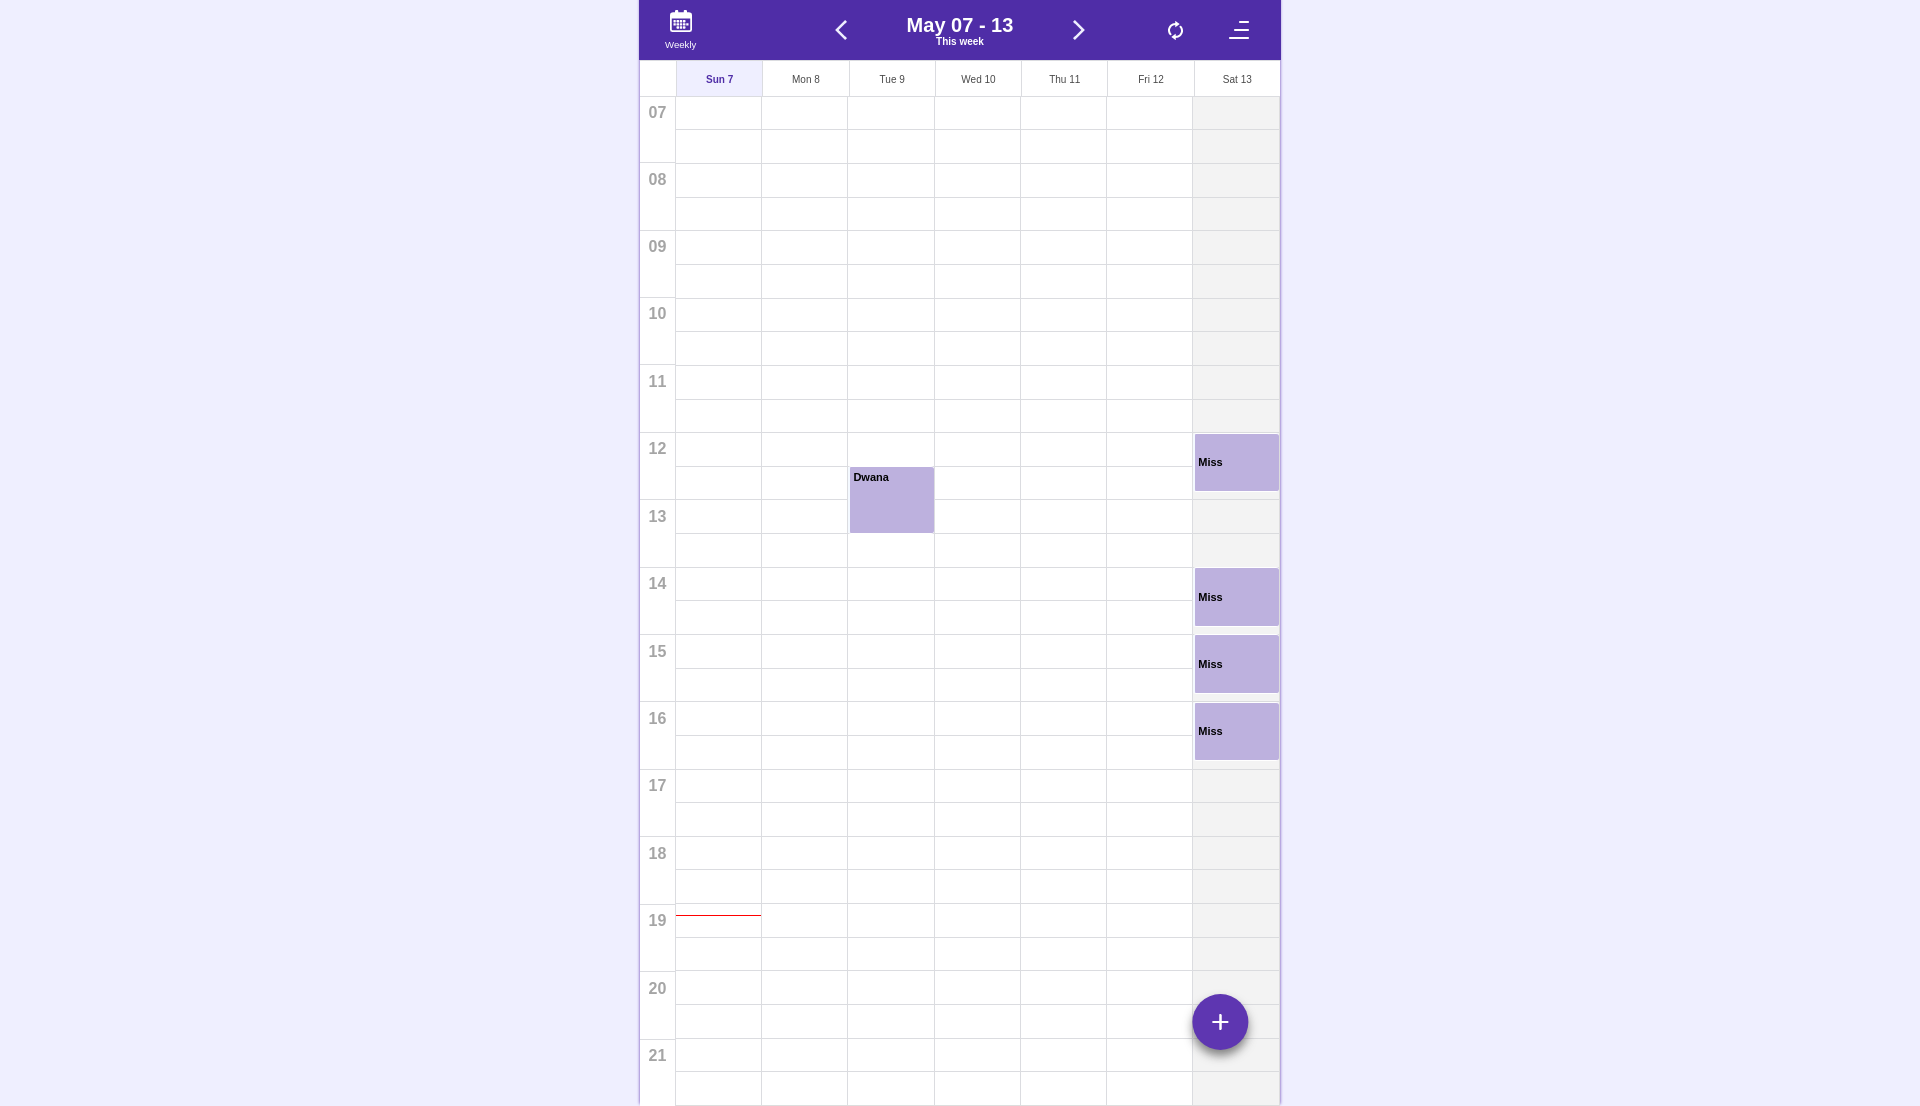 Weekly
May 07 - 13
This week
Sun 7
Mon 8
Tue 9
Wed 10
Thu 11
Fri 12
Sat 13
07
08
09
10
11
12
Miss
Dwana
13
14
Miss
15
Miss
16
Miss
17
18
19
20
21